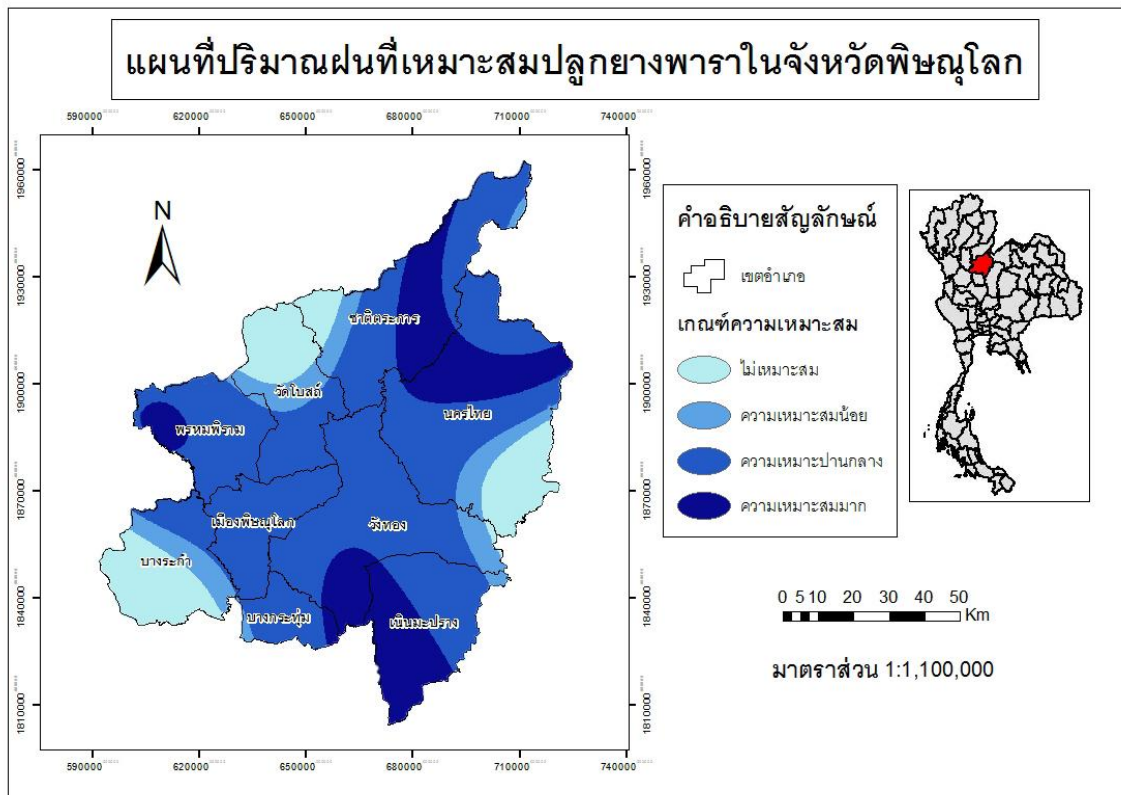 แผนที่ปริมาณฝนที่เหมาะสมปลูกยางพาราในจังหวัดพิษณุโลก
590000 620000 650000 680000 710000 740000
1960000
1930000
1900000
1870000
1840000
1810000
N
ชาติตระการ
วัดโบสถ์
นครไทย
พรหมพิราม
เมืองพิษณุโลก
วังทอง
บางระกำ
บางกระทุ่ม
เนินมะปราง
1960000
1930000
1900000
1870000
1840000
1810000
590000 620000 650000 680000 710000 740000
คำอธิบายสัญลักษณ์
เขตอำเภอ
เกณฑ์ความเหมาะสม
ไม่เหมาะสม
ความเหมาะสมน้อย
ความเหมาะปานกลาง
ความเหมาะสมมาก
0 5 10 20 30 40 50
Km
มาตราส่วน 1:1,100,000